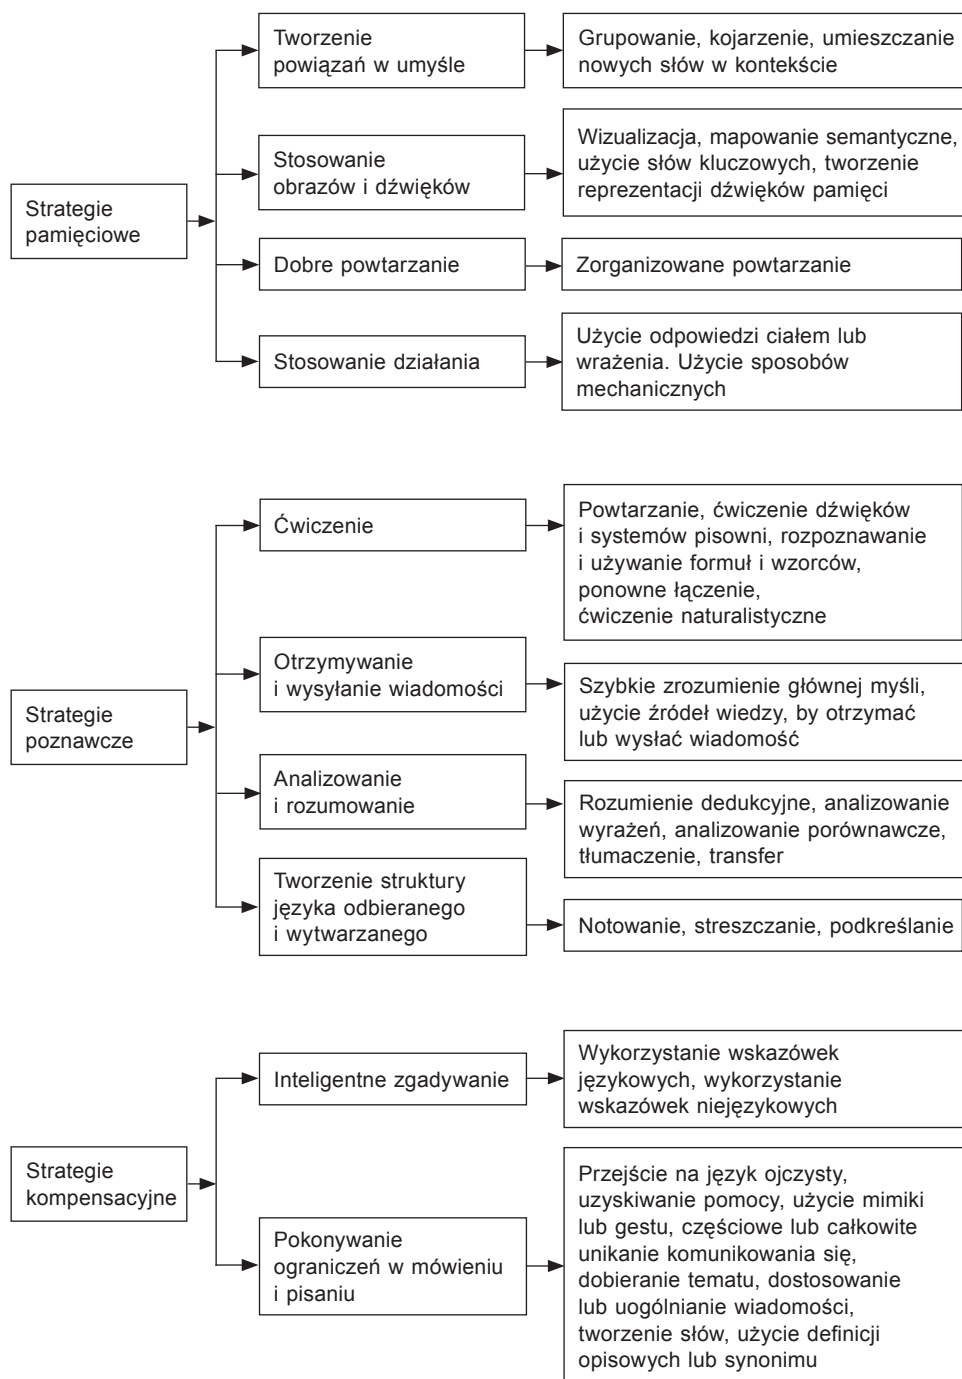 Strategie
pamięciowe
Tworzenie
powiązań w umyśle
Grupowanie, kojarzenie, umieszczanie
nowych słów w kontekście
Stosowanie
obrazów i dźwięków
Wizualizacja, mapowanie semantyczne,
użycie słów kluczowych, tworzenie
reprezentacji dźwięków pamięci
Dobre powtarzanie
Zorganizowane powtarzanie
Stosowanie działania
Użycie odpowiedzi ciałem lub
wrażenia. Użycie sposobów
mechanicznych
Strategie
poznawcze
Ćwiczenie
Powtarzanie, ćwiczenie dźwięków
i systemów pisowni, rozpoznawanie
i używanie formuł i wzorców,
ponowne łączenie,
ćwiczenie naturalistyczne
Otrzymywanie
i wysyłanie wiadomości
Szybkie zrozumienie głównej myśli,
użycie źródeł wiedzy, by otrzymać
lub wysłać wiadomość
Analizowanie
i rozumowanie
Rozumienie dedukcyjne, analizowanie
wyrażeń, analizowanie porównawcze,
tłumaczenie, transfer
Tworzenie struktury
języka odbieranego
i wytwarzanego
Notowanie, streszczanie, podkreślanie
Strategie
kompensacyjne
Inteligentne zgadywanie
Wykorzystanie wskazówek
językowych, wykorzystanie
wskazówek niejęzykowych
Pokonywanie
ograniczeń w mówieniu
i pisaniu
Przejście na język ojczysty,
uzyskiwanie pomocy, użycie mimiki
lub gestu, częściowe lub całkowite
unikanie komunikowania się,
dobieranie tematu, dostosowanie
lub uogólnianie wiadomości,
tworzenie słów, użycie definicji
opisowych lub synonimu